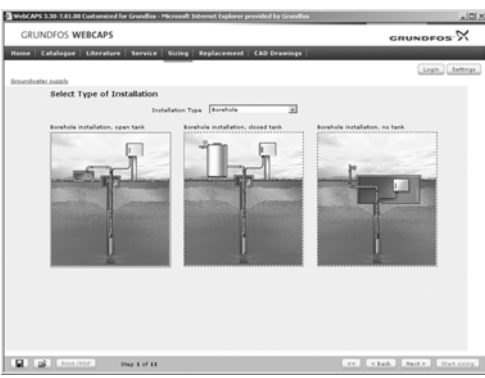 WebCAPS 3.30-7.01.00 Customized for Grundfos - Microsoft Internet Explorer provided by Grundfos
GRUNDFOS WEBCAPS
GRUNDFOS
Home Catalogue Literature Service Sizing Replacement CAD Drawings
Login Settings
Groundwater supply
Select Type of Installation
Installation Type Borehole
Borehole installation, open tank Borehole installation, closed tank Borehole installation, no tank
Print /PDF Step 1 of 11 << < Back Next > Start sizing